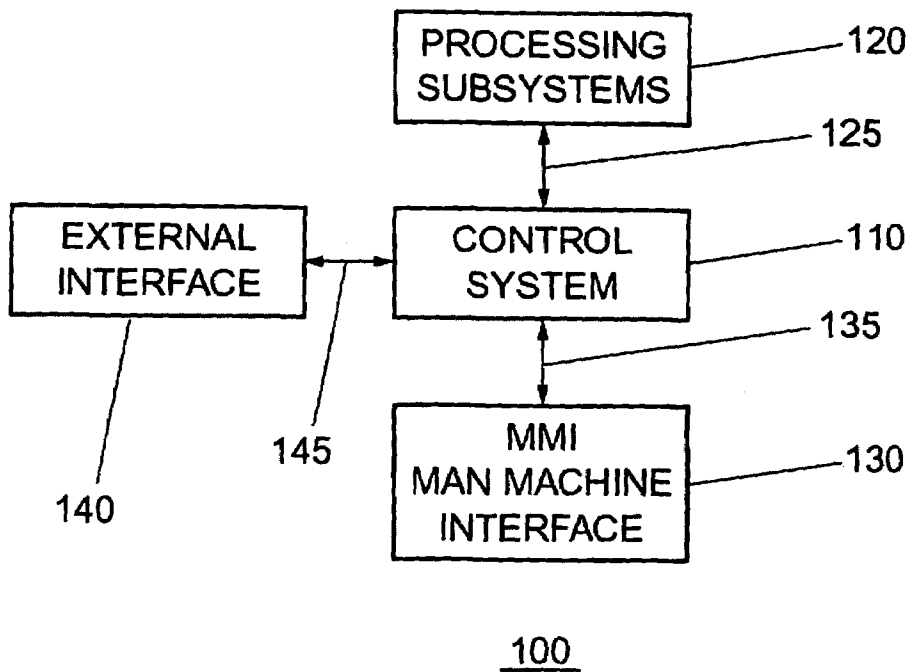 PROCESSING
SUBSYSTEMS
120
125
EXTERNAL
INTERFACE
CONTROL
SYSTEM
110
135
145
140
MMI
MAN MACHINE
INTERFACE
130
100